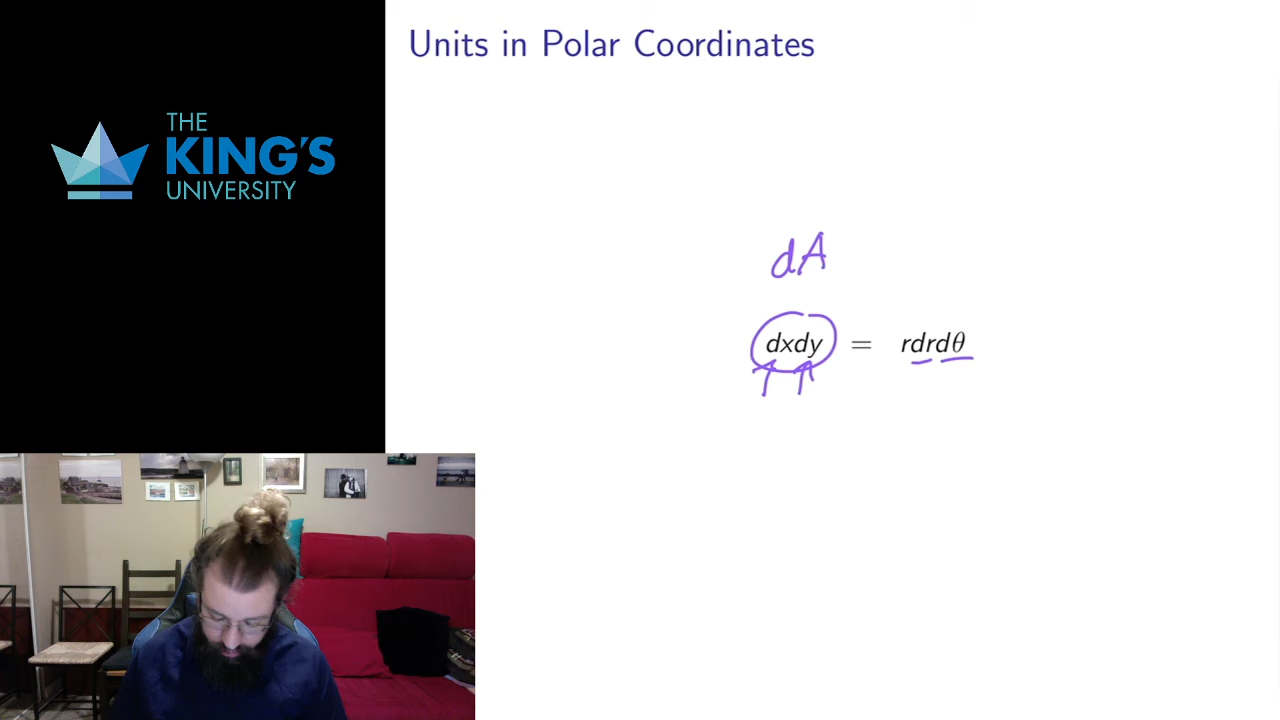 Units in Polar Coordinates
THE
KING'S
UNIVERSITY
dA
dxdy = rdrdθ